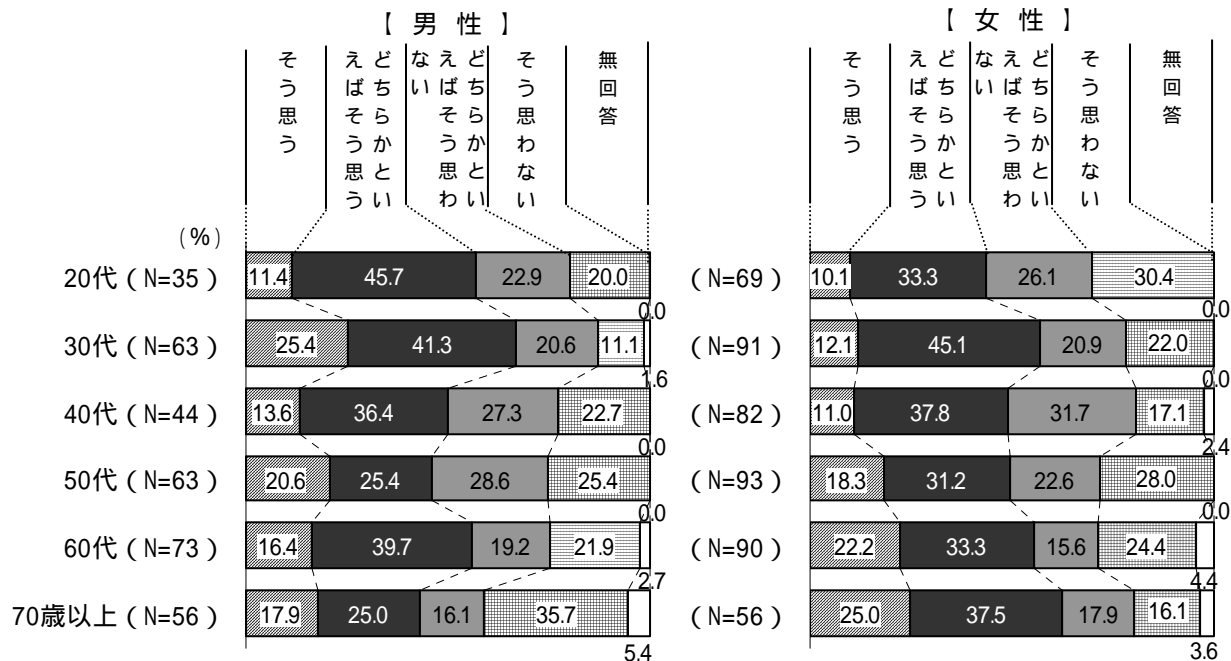 【 男 性 】
【 女 性 】
そう思う
どちらかといえばそう思う
どちらかといえばそう思わない
そう思わない
無回答
そう思う
どちらかといえばそう思う
どちらかといえばそう思わない
そう思わない
無回答
(%)
20代 ( N=35 ) 11.4 45.7 22.9 20.0 0.0
( N=69 ) 10.1 33.3 26.1 30.4 0.0
30代 ( N=63 ) 25.4 41.3 20.6 11.1 1.6
( N=91 ) 12.1 45.1 20.9 22.0 0.0
40代 ( N=44 ) 13.6 36.4 27.3 22.7 0.0
( N=82 ) 11.0 37.8 31.7 17.1 2.4
50代 ( N=63 ) 20.6 25.4 28.6 25.4 0.0
( N=93 ) 18.3 31.2 22.6 28.0 0.0
60代 ( N=73 ) 16.4 39.7 19.2 21.9 2.7
( N=90 ) 22.2 33.3 15.6 24.4 4.4
70歳以上 ( N=56 ) 17.9 25.0 16.1 35.7 5.4
( N=56 ) 25.0 37.5 17.9 16.1 3.6